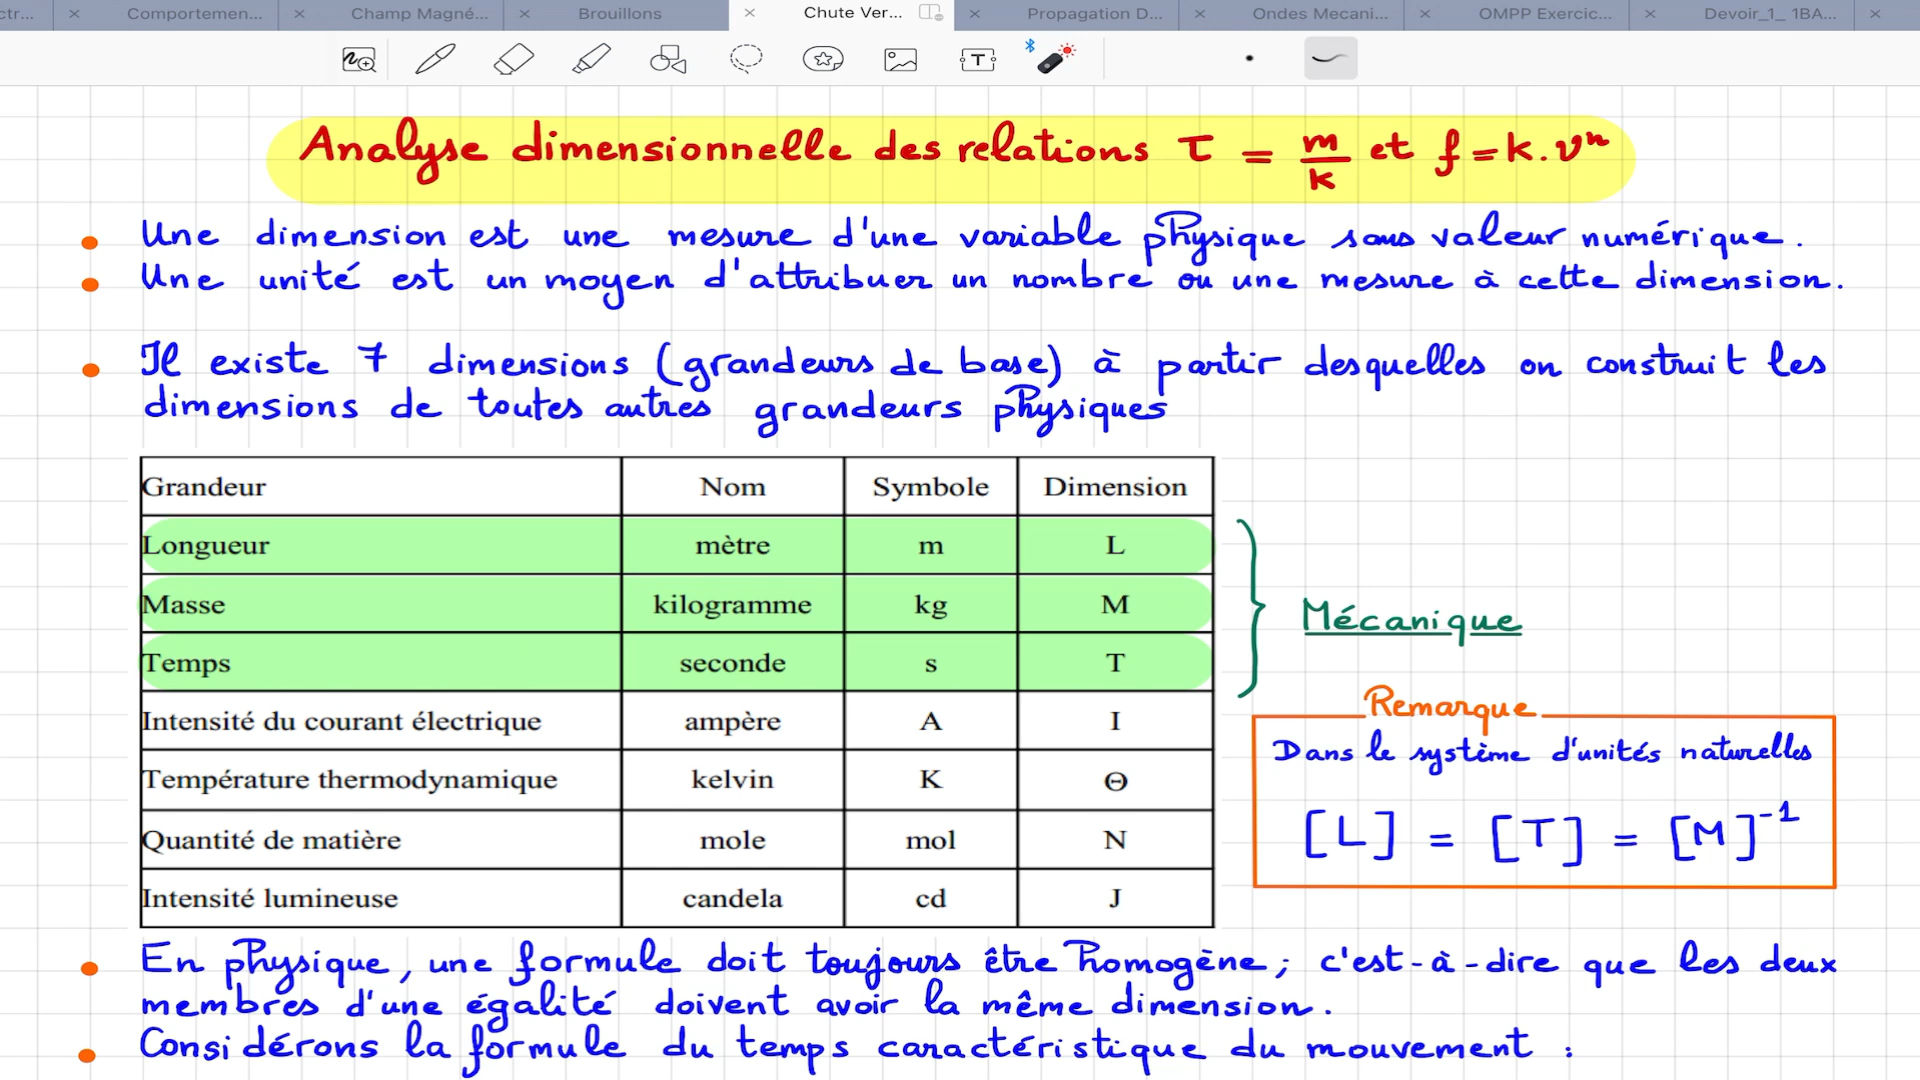 ctr... × Comportemen... × Champ Magné... × Brouillons × Chute Ver... × Propagation D... × Ondes Mecani... × OMPP Exercic... × Devoir_1_ 1BA... ×
T
Analyse dimensionnelle des relations τ = m/k et f = k.vⁿ
• Une dimension est une mesure d'une variable physique sans valeur numérique.
• Une unité est un moyen d'attribuer un nombre ou une mesure à cette dimension.
• Il existe 7 dimensions (grandeurs de base) à partir desquelles on construit les
dimensions de toutes autres grandeurs physiques
Grandeur Nom Symbole Dimension
Longueur mètre m L
Masse kilogramme kg M
Temps seconde s T
Intensité du courant électrique ampère A I
Température thermodynamique kelvin K Θ
Quantité de matière mole mol N
Intensité lumineuse candela cd J
Mécanique
Remarque
Dans le système d'unités naturelles
[L] = [T] = [M]⁻¹
• En physique, une formule doit toujours être homogène; c'est-à-dire que les deux
membres d'une égalité doivent avoir la même dimension.
• Considérons la formule du temps caractéristique du mouvement :